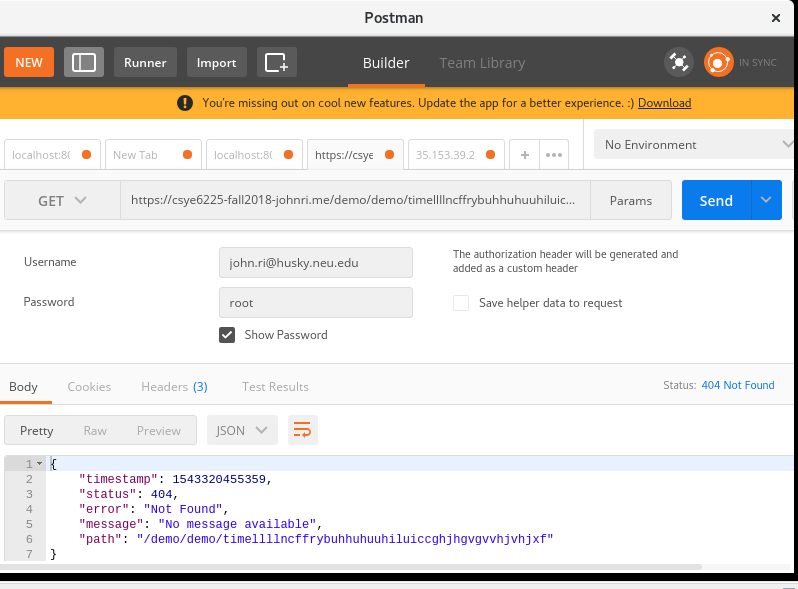 Postman
NEW Runner Import Builder Team Library IN SYNC
You're missing out on cool new features. Update the app for a better experience. :) Download
localhost:80 New Tab localhost:80 https://csye 35.153.39.2 + ••• No Environment
GET https://csye6225-fall2018-johnri.me/demo/demo/timellllncffrybuhhuhuuhiluic... Params Send
Username john.ri@husky.neu.edu The authorization header will be generated and
added as a custom header
Password root Save helper data to request
Show Password
Body Cookies Headers (3) Test Results Status: 404 Not Found
Pretty Raw Preview JSON
1 {
2 "timestamp": 1543320455359,
3 "status": 404,
4 "error": "Not Found",
5 "message": "No message available",
6 "path": "/demo/demo/timellllncffrybuhhuhuuhiluiccghjhgvgvvhjvhjxf"
7 }